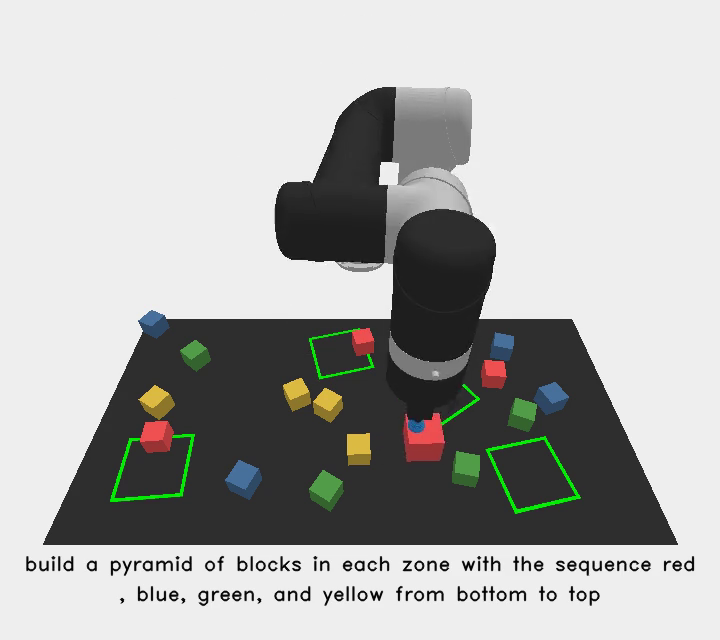 build a pyramid of blocks in each zone with the sequence red
, blue, green, and yellow from bottom to top